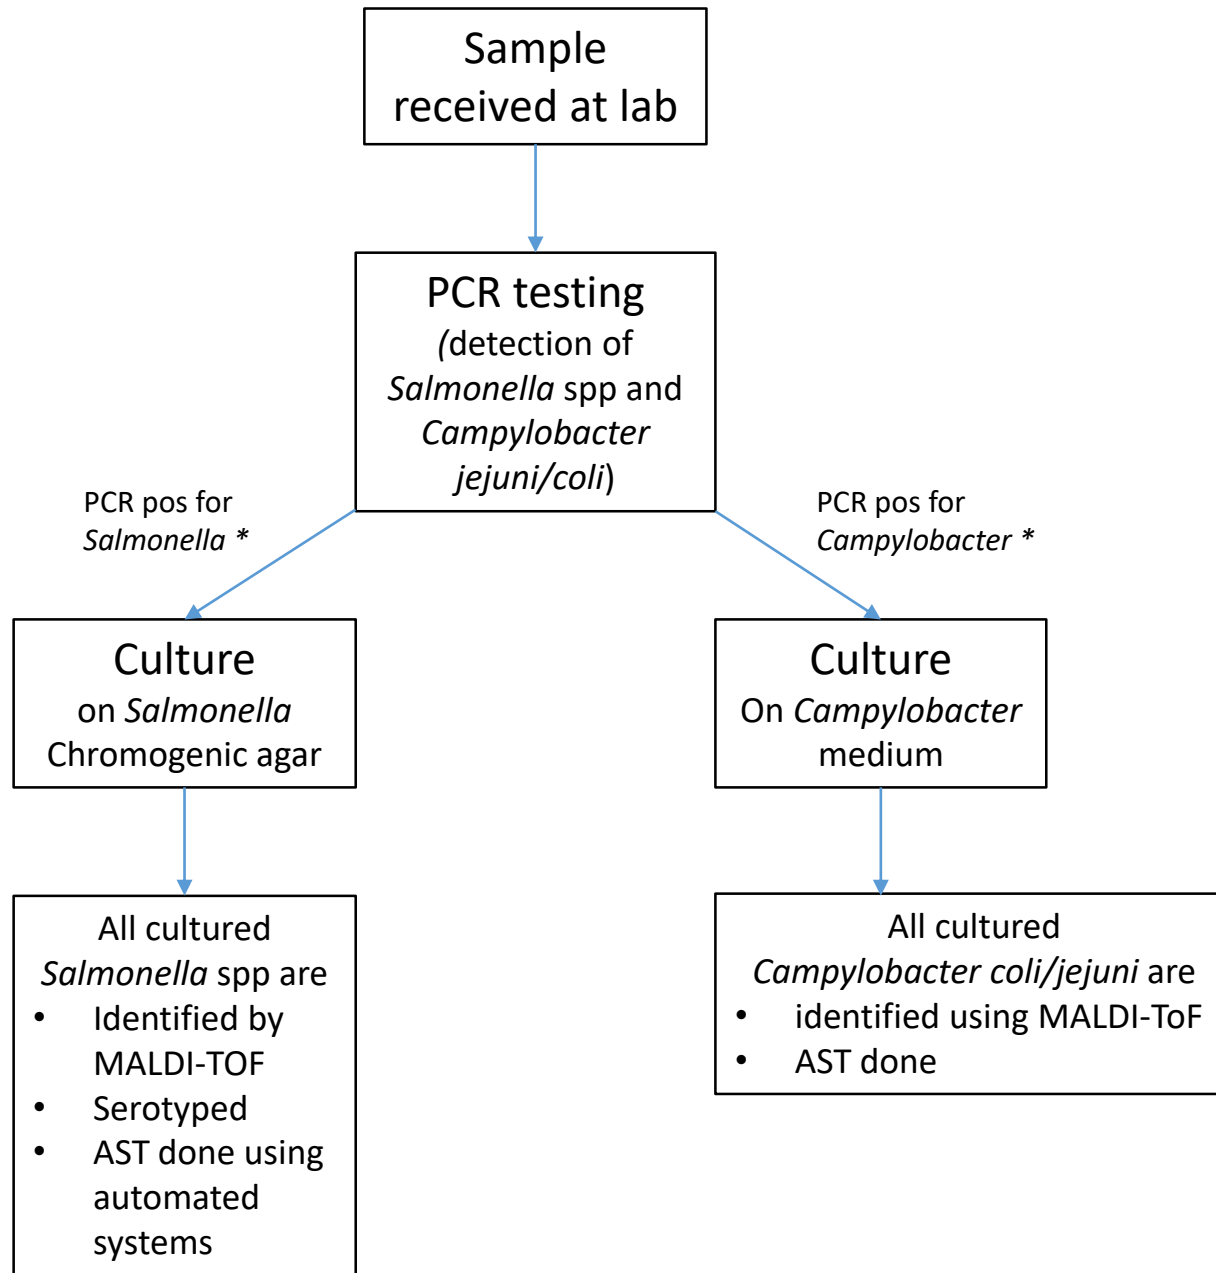 Sample
received at lab
PCR testing
(detection of
Salmonella spp and
Campylobacter
jejuni/coli)
PCR pos for
Salmonella *
PCR pos for
Campylobacter *
Culture
on Salmonella
Chromogenic agar
Culture
On Campylobacter
medium
All cultured
Salmonella spp are
• Identified by
MALDI-TOF
• Serotyped
• AST done using
automated
systems
All cultured
Campylobacter coli/jejuni are
• identified using MALDI-ToF
• AST done